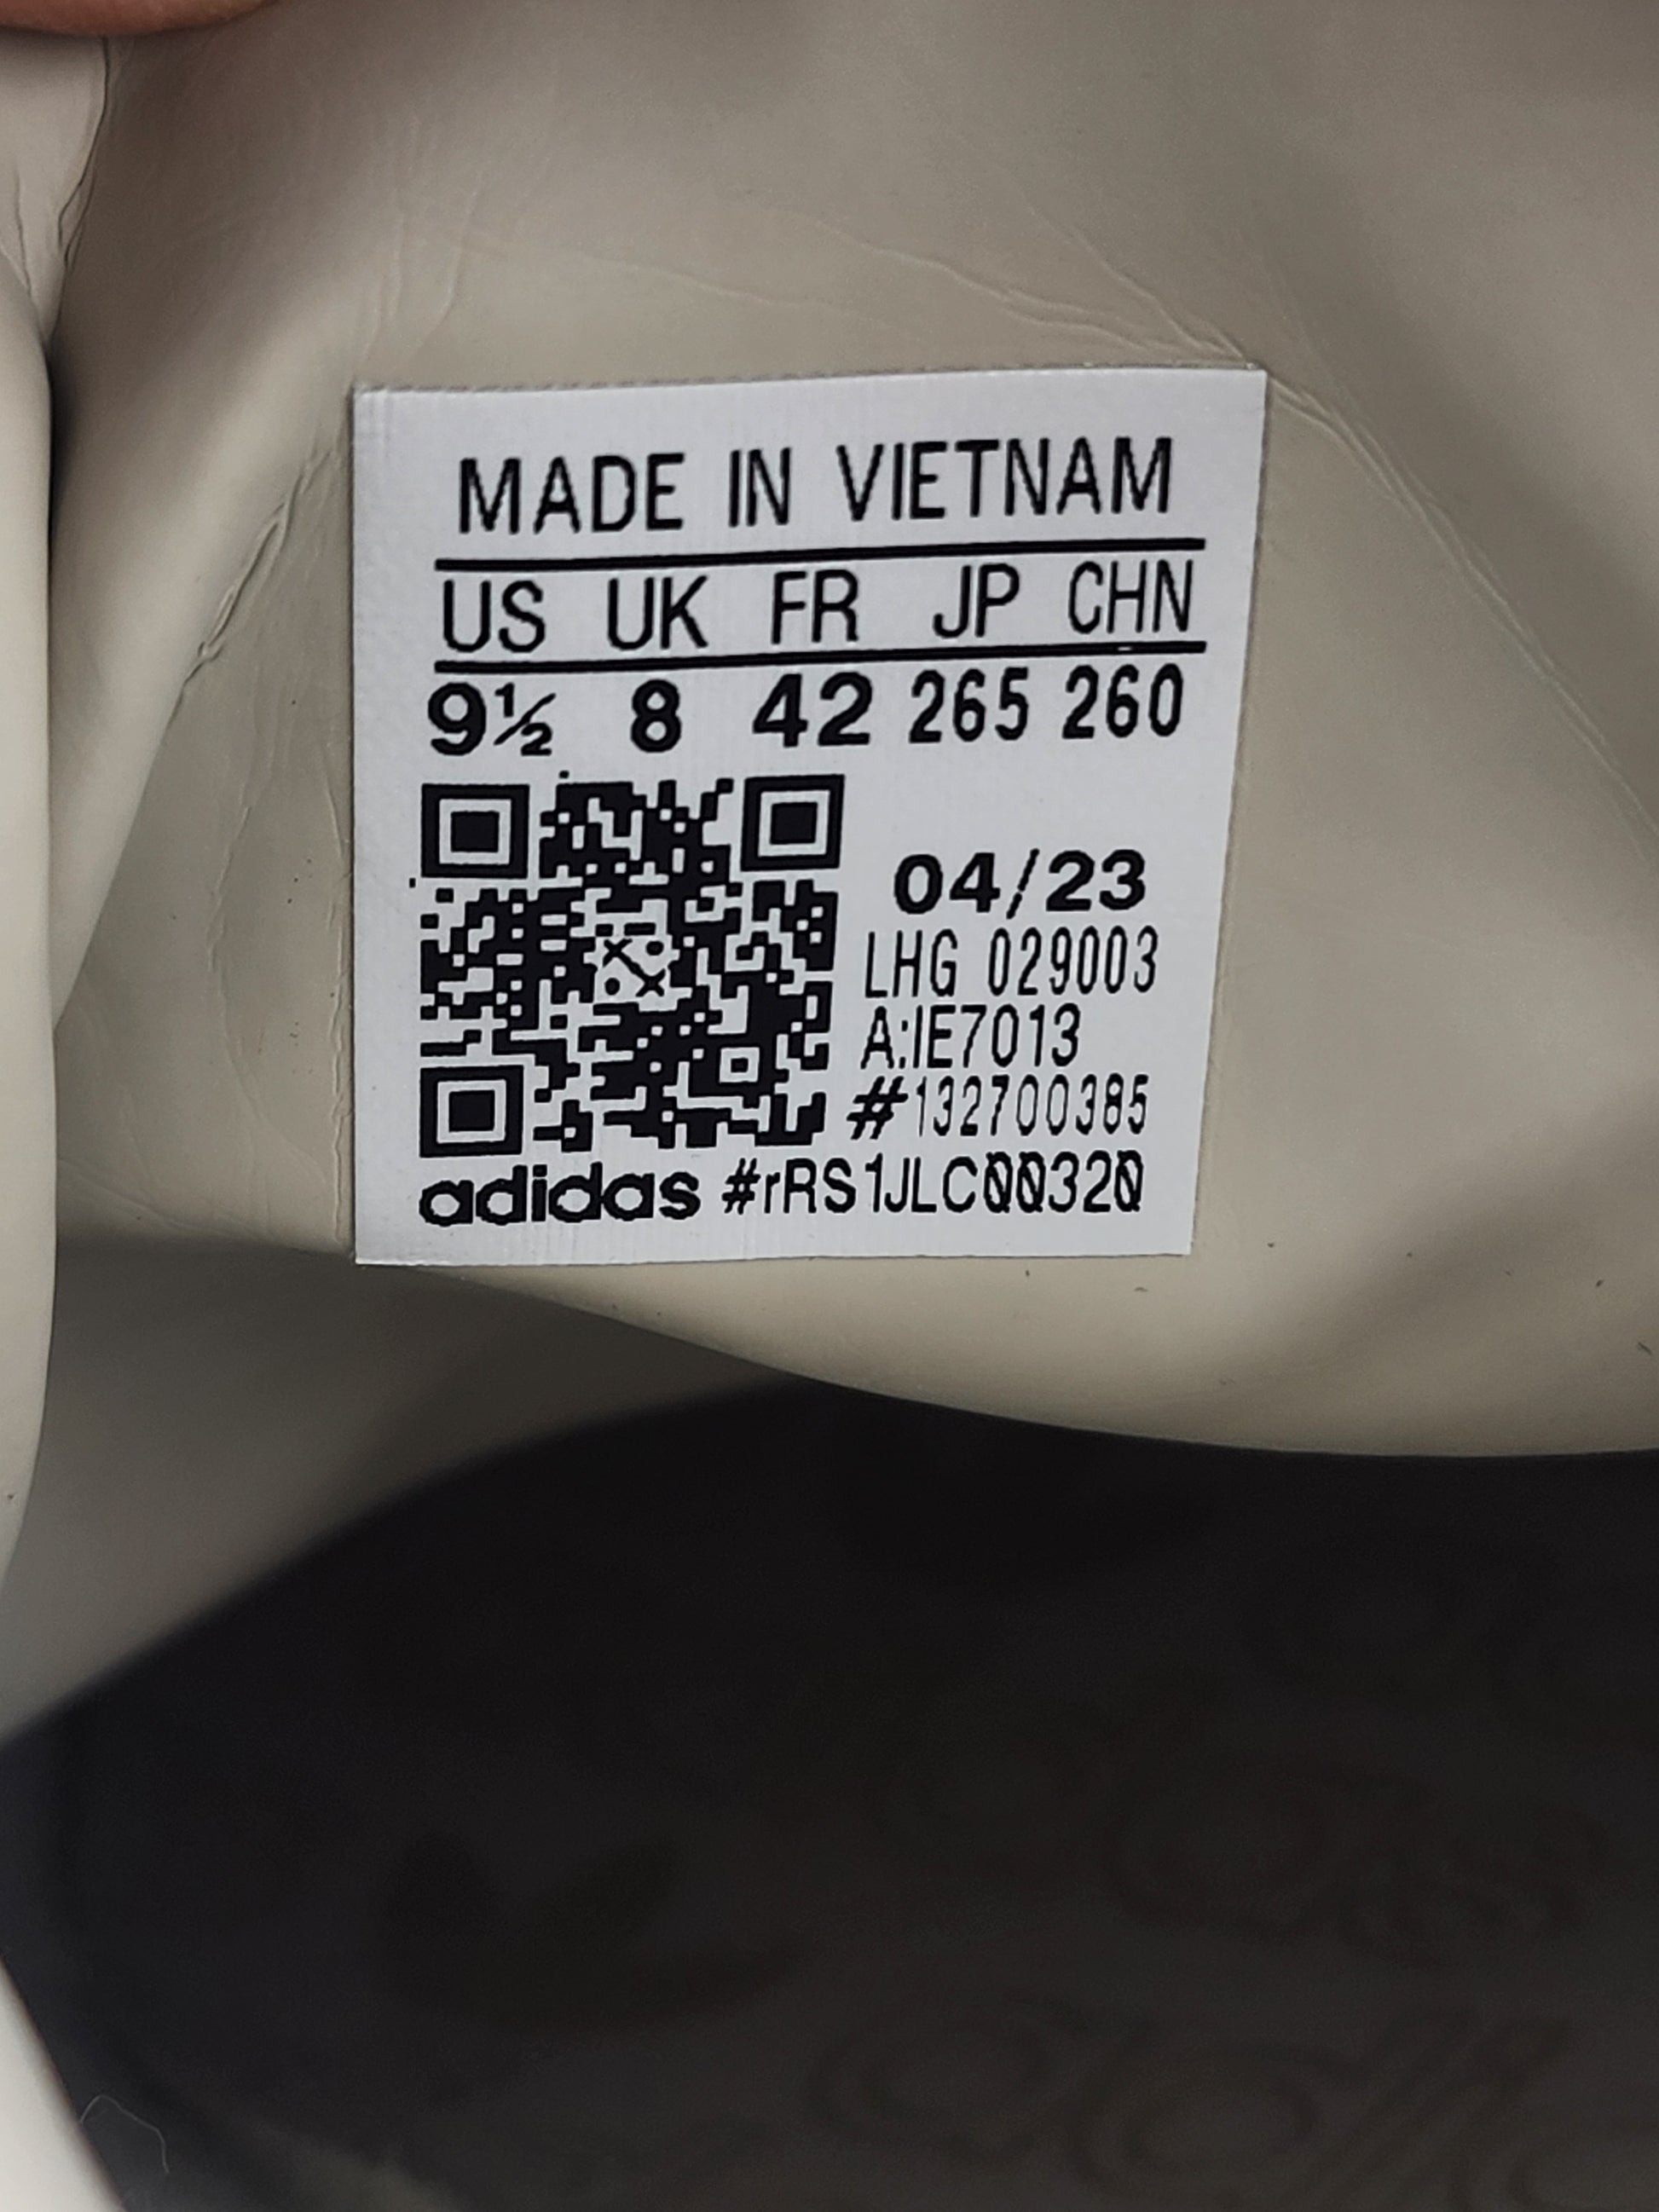 MADE IN VIETNAM
US UK FR JP CHN
9½ 8 42 265 260
04/23
LHG 029003
A:IE7013
#132700385
adidas #rRS1JLC00320